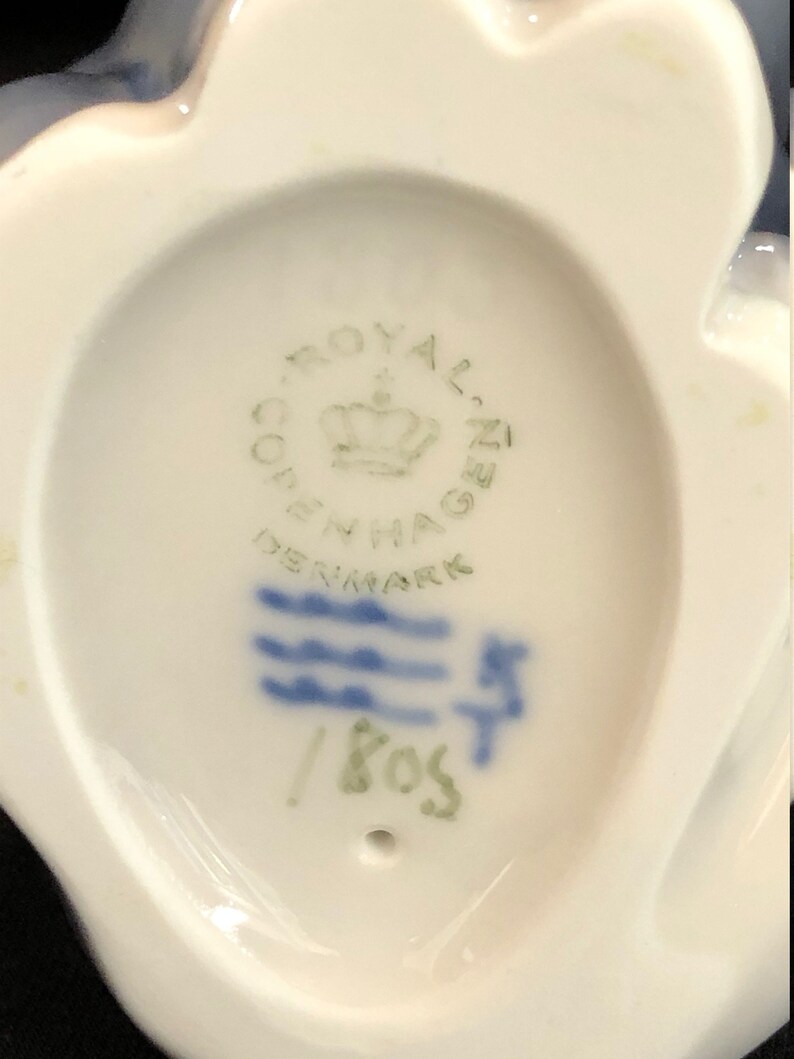 ROYAL
COPENHAGEN
DENMARK
1805